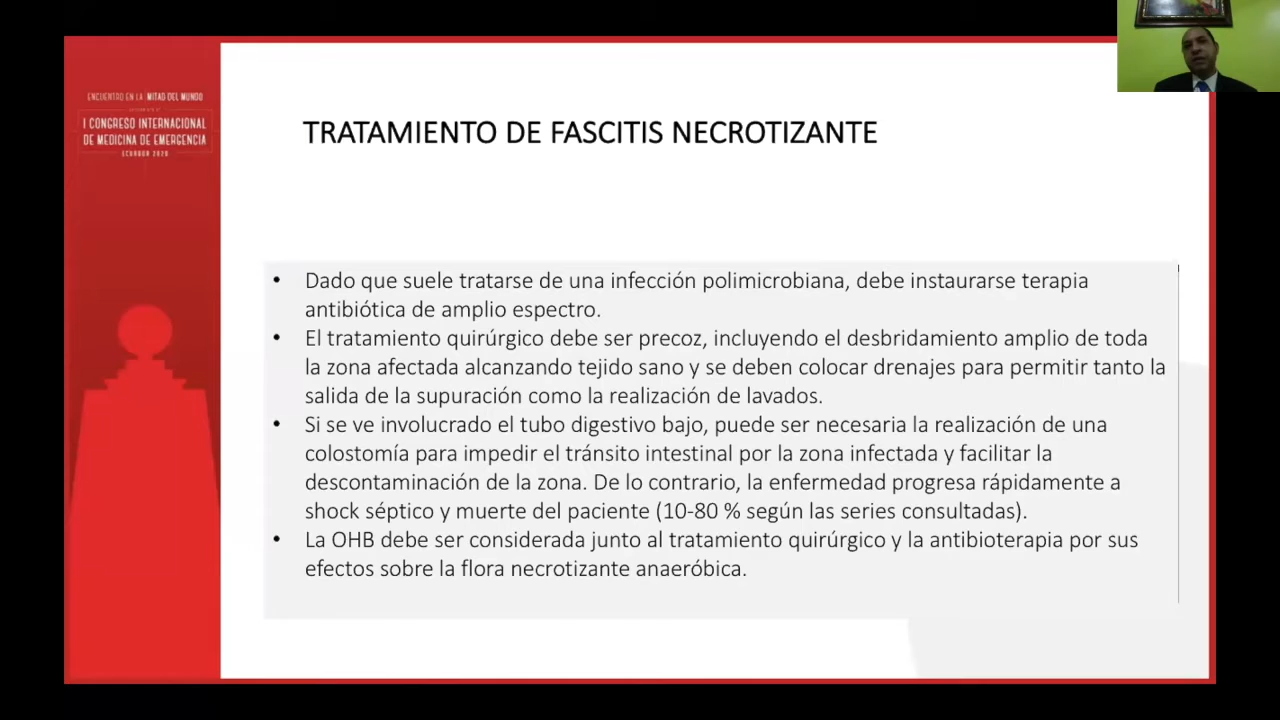 ENCUENTRO EN LA MITAD DEL MUNDO
I CONGRESO INTERNACIONAL
DE MEDICINA DE EMERGENCIA
ECUADOR 2020
TRATAMIENTO DE FASCITIS NECROTIZANTE
• Dado que suele tratarse de una infección polimicrobiana, debe instaurarse terapia
antibiótica de amplio espectro.
• El tratamiento quirúrgico debe ser precoz, incluyendo el desbridamiento amplio de toda
la zona afectada alcanzando tejido sano y se deben colocar drenajes para permitir tanto la
salida de la supuración como la realización de lavados.
• Si se ve involucrado el tubo digestivo bajo, puede ser necesaria la realización de una
colostomía para impedir el tránsito intestinal por la zona infectada y facilitar la
descontaminación de la zona. De lo contrario, la enfermedad progresa rápidamente a
shock séptico y muerte del paciente (10-80 % según las series consultadas).
• La OHB debe ser considerada junto al tratamiento quirúrgico y la antibioterapia por sus
efectos sobre la flora necrotizante anaeróbica.